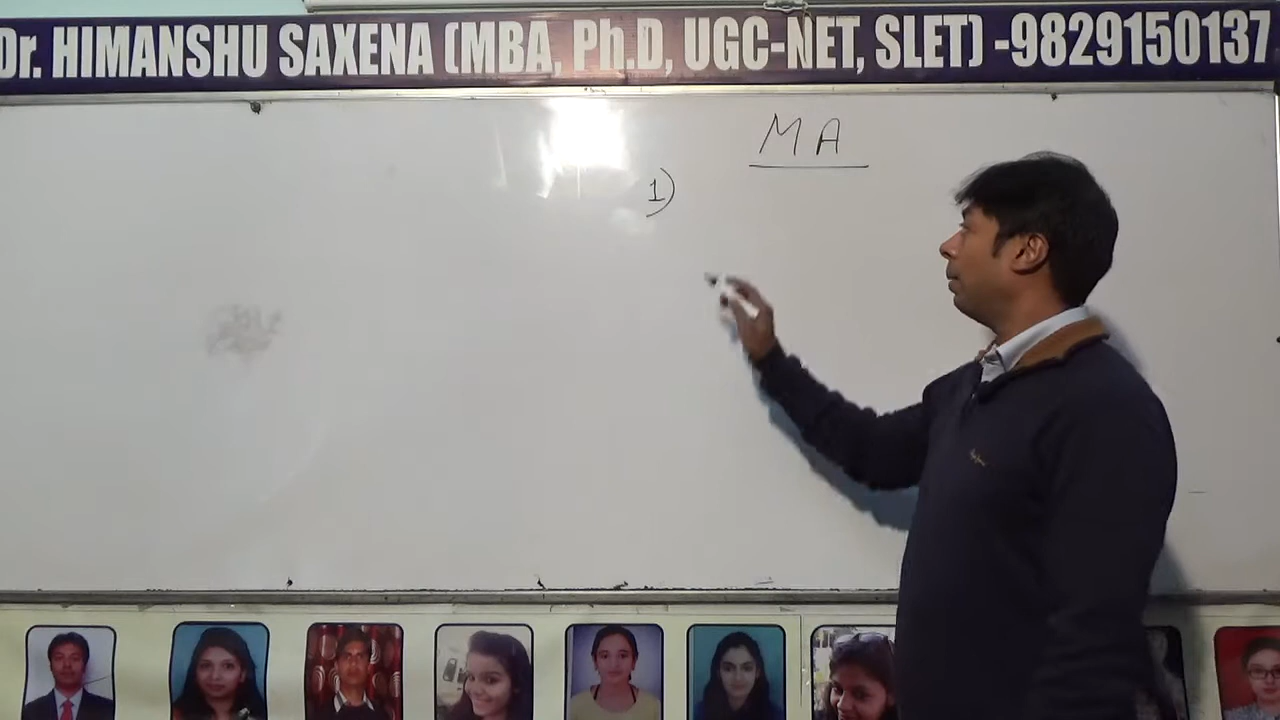 Dr. HIMANSHU SAXENA (MBA, Ph.D, UGC-NET, SLET) -9829150137
MA
1)